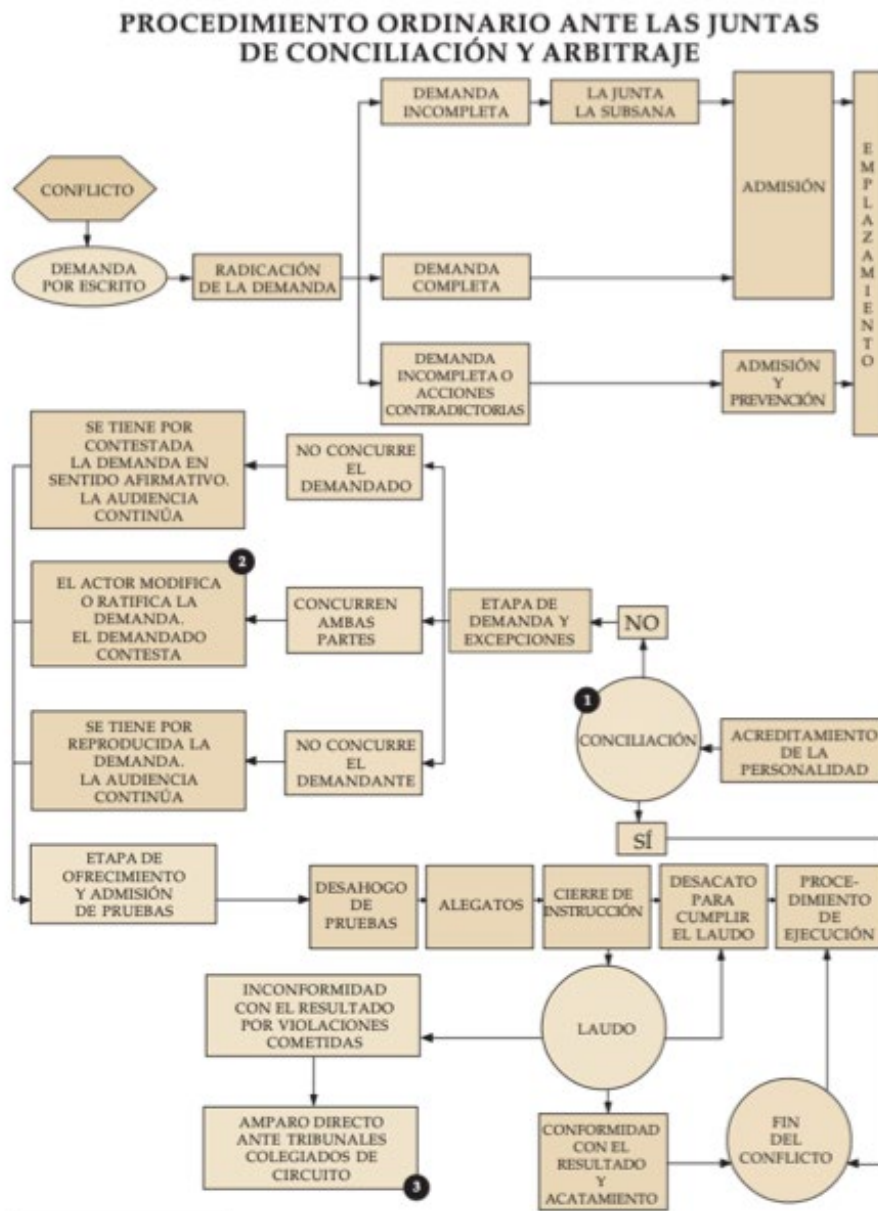 PROCEDIMIENTO ORDINARIO ANTE LAS JUNTAS
DE CONCILIACIÓN Y ARBITRAJE
DEMANDA
INCOMPLETA
LA JUNTA
LA SUBSANA
ADMISIÓN
EMPLAZAMIENTO
CONFLICTO
DEMANDA
POR ESCRITO
RADICACIÓN
DE LA DEMANDA
DEMANDA
COMPLETA
DEMANDA
INCOMPLETA O
ACCIONES
CONTRADICTORIAS
ADMISIÓN
Y
PREVENCIÓN
SE TIENE POR
CONTESTADA
LA DEMANDA EN
SENTIDO AFIRMATIVO.
LA AUDIENCIA
CONTINÚA
NO CONCURRE
EL
DEMANDADO
2
EL ACTOR MODIFICA
O RATIFICA LA
DEMANDA.
EL DEMANDADO
CONTESTA
CONCURREN
AMBAS
PARTES
ETAPA DE
DEMANDA Y
EXCEPCIONES
NO
1
CONCILIACIÓN
ACREDITAMIENTO
DE LA
PERSONALIDAD
SE TIENE POR
REPRODUCIDA LA
DEMANDA.
LA AUDIENCIA
CONTINÚA
NO CONCURRE
EL
DEMANDANTE
SÍ
ETAPA DE
OFRECIMIENTO
Y ADMISIÓN
DE PRUEBAS
DESAHOGO
DE
PRUEBAS
ALEGATOS
CIERRE DE
INSTRUCCIÓN
DESACATO
PARA
CUMPLIR
EL LAUDO
PROCE-
DIMIENTO
DE
EJECUCIÓN
INCONFORMIDAD
CON EL RESULTADO
POR VIOLACIONES
COMETIDAS
LAUDO
AMPARO DIRECTO
ANTE TRIBUNALES
COLEGIADOS DE
CIRCUITO
3
CONFORMIDAD
CON EL
RESULTADO
Y
ACATAMIENTO
FIN
DEL
CONFLICTO